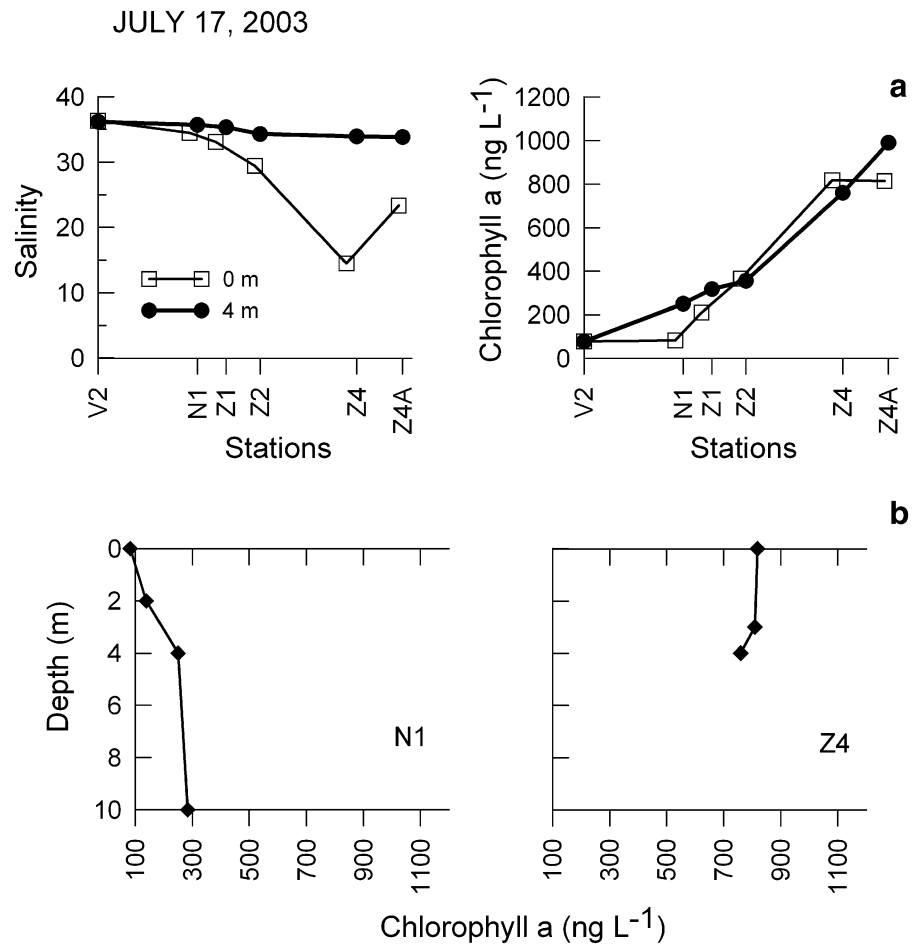 JULY 17, 2003
a
Salinity
40
30
20
10
0
0 m
4 m
V2
N1
Z1
Z2
Z4
Z4A
Stations
Chlorophyll a (ng L-1)
1200
1000
800
600
400
200
0
V2
N1
Z1
Z2
Z4
Z4A
Stations
b
Depth (m)
0
2
4
6
8
10
N1
100
300
500
700
900
1100
Z4
100
300
500
700
900
1100
Chlorophyll a (ng L-1)